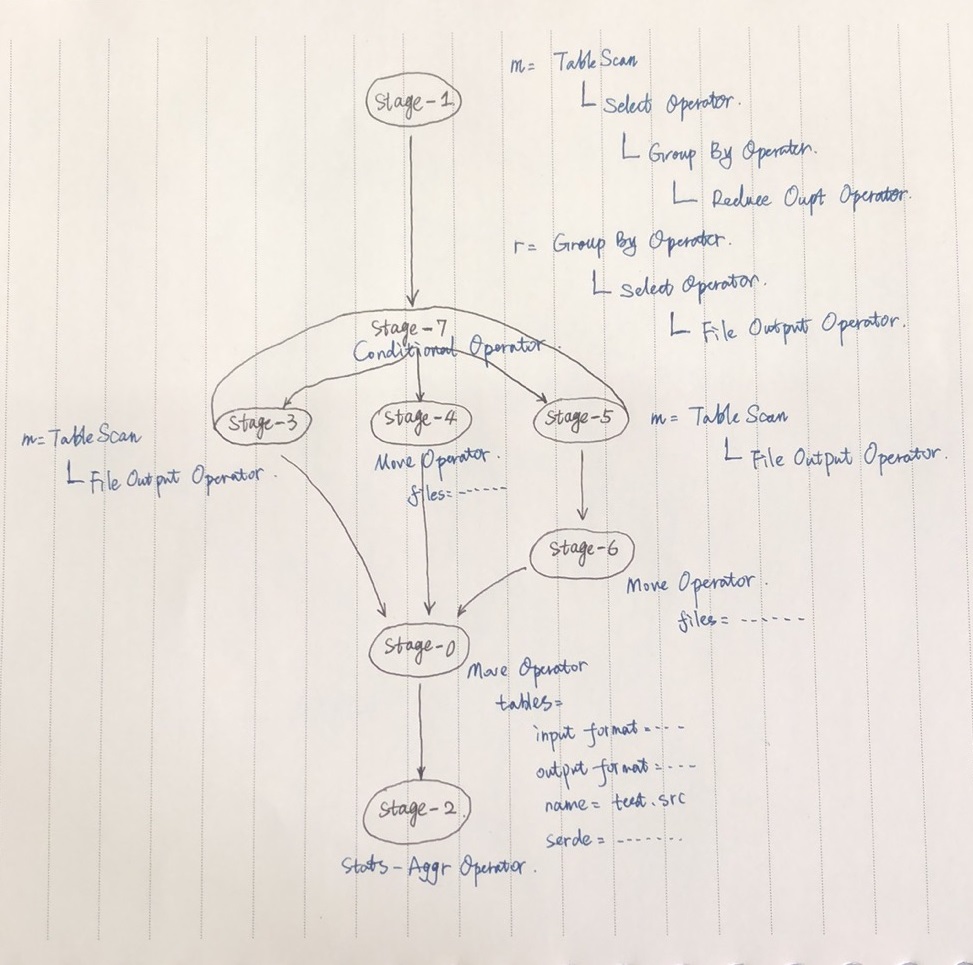 Stage-1
m= TableScan
Select Operator.
Group By Operator.
Reduce Oupt Operator.
r= Group By Operator.
Select Operator.
File Output Operator.
Stage-7
Conditional Operator.
Stage-3
m= Table Scan
File Output Operator.
Stage-4
Move Operator.
files=------
Stage-5
m= Table Scan
File Output Operator.
Stage-6
Move Operator.
files= ------
Stage-0
Move Operator
tables=
input format=----
output format=----
name= test.src
serde= -------
Stage-2
Stats-Aggr Operator.